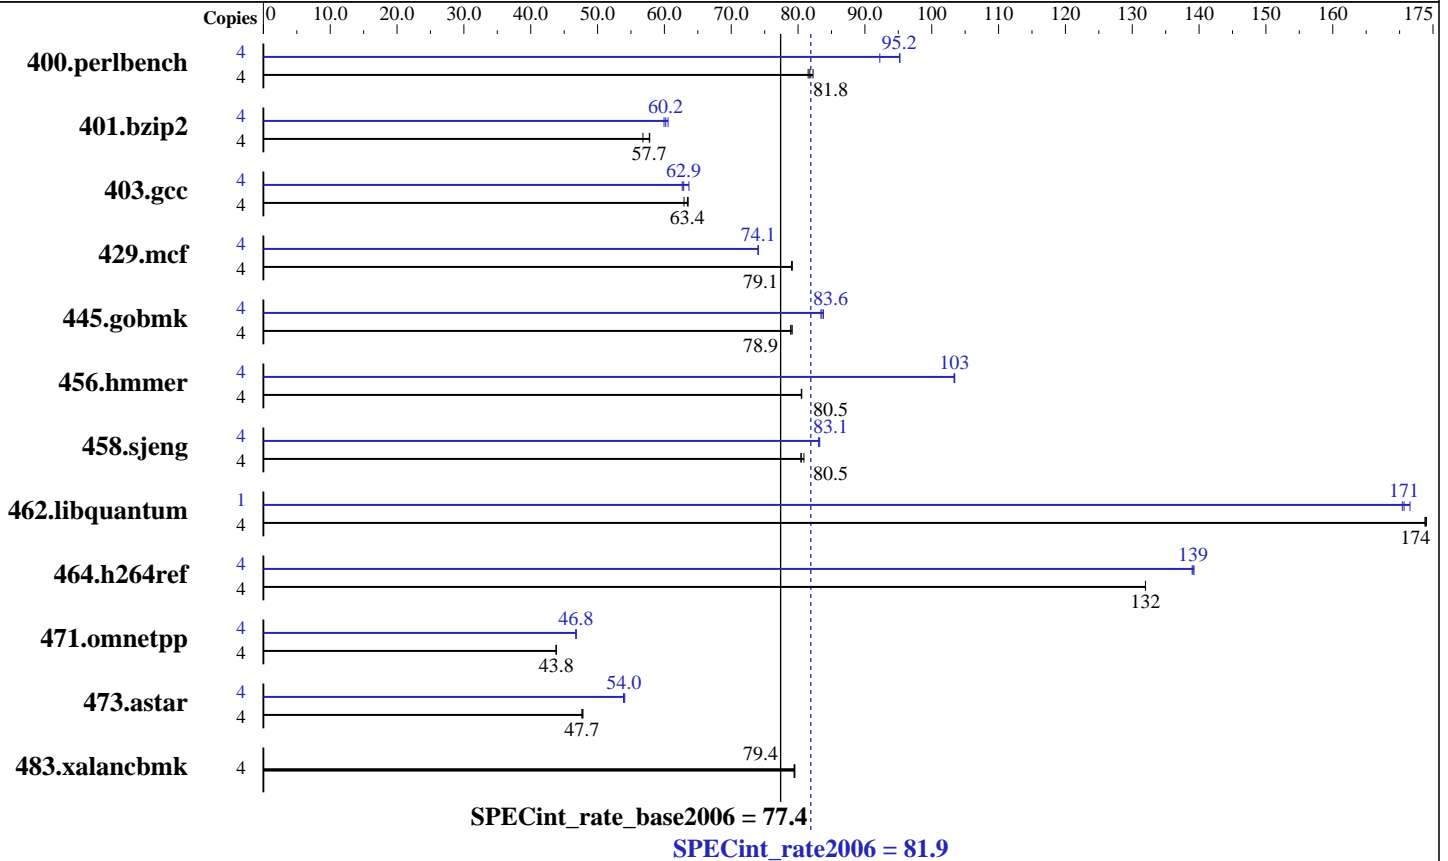 Copies 0 10.0 20.0 30.0 40.0 50.0 60.0 70.0 80.0 90.0 100 110 120 130 140 150 160 175
400.perlbench 4 95.2
4 81.8
401.bzip2 4 60.2
4 57.7
403.gcc 4 62.9
4 63.4
429.mcf 4 74.1
4 79.1
445.gobmk 4 83.6
4 78.9
456.hmmer 4 103
4 80.5
458.sjeng 4 83.1
4 80.5
462.libquantum 1 171
4 174
464.h264ref 4 139
4 132
471.omnetpp 4 46.8
4 43.8
473.astar 4 54.0
4 47.7
483.xalancbmk 4 79.4
SPECint_rate_base2006 = 77.4
SPECint_rate2006 = 81.9